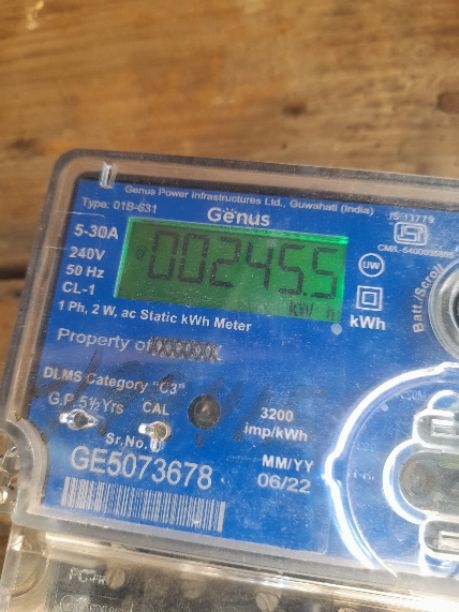 Genus Power Infrastructures Ltd., Guwahati (India)
Type: 01B-631
Genus
IS 13779
5-30A
240V
50 Hz
CL-1
002455
kW h
UW
kWh
Batt./Scroll
1 Ph, 2 W, ac Static kWh Meter
Property of
DLMS Category "C3"
G.P. 5½ Yrs
CAL
3200
imp/kWh
Sr.No.
GE5073678
MM/YY
06/22